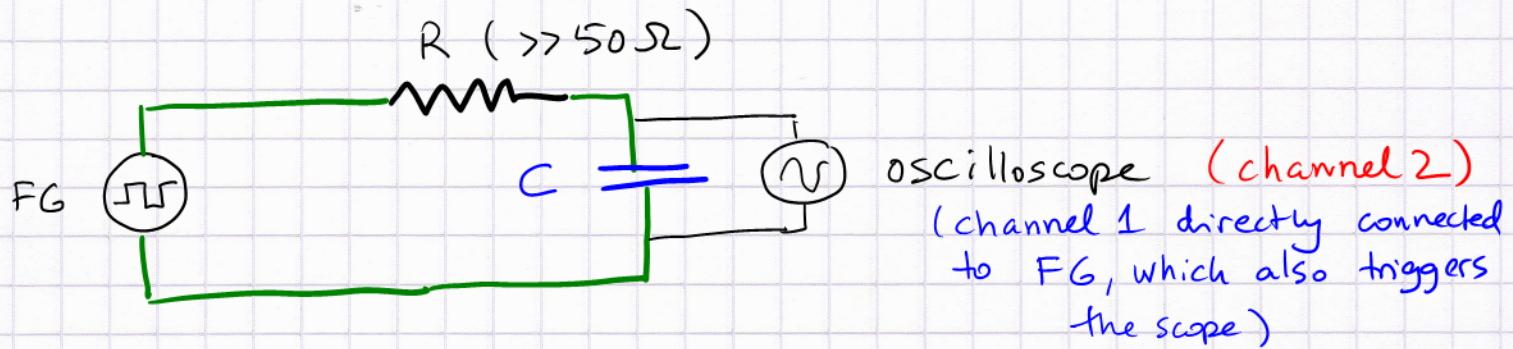 R (>>50Ω)
FG
C
oscilloscope (channel 2)
(channel 1 directly connected
to FG, which also triggers
the scope)